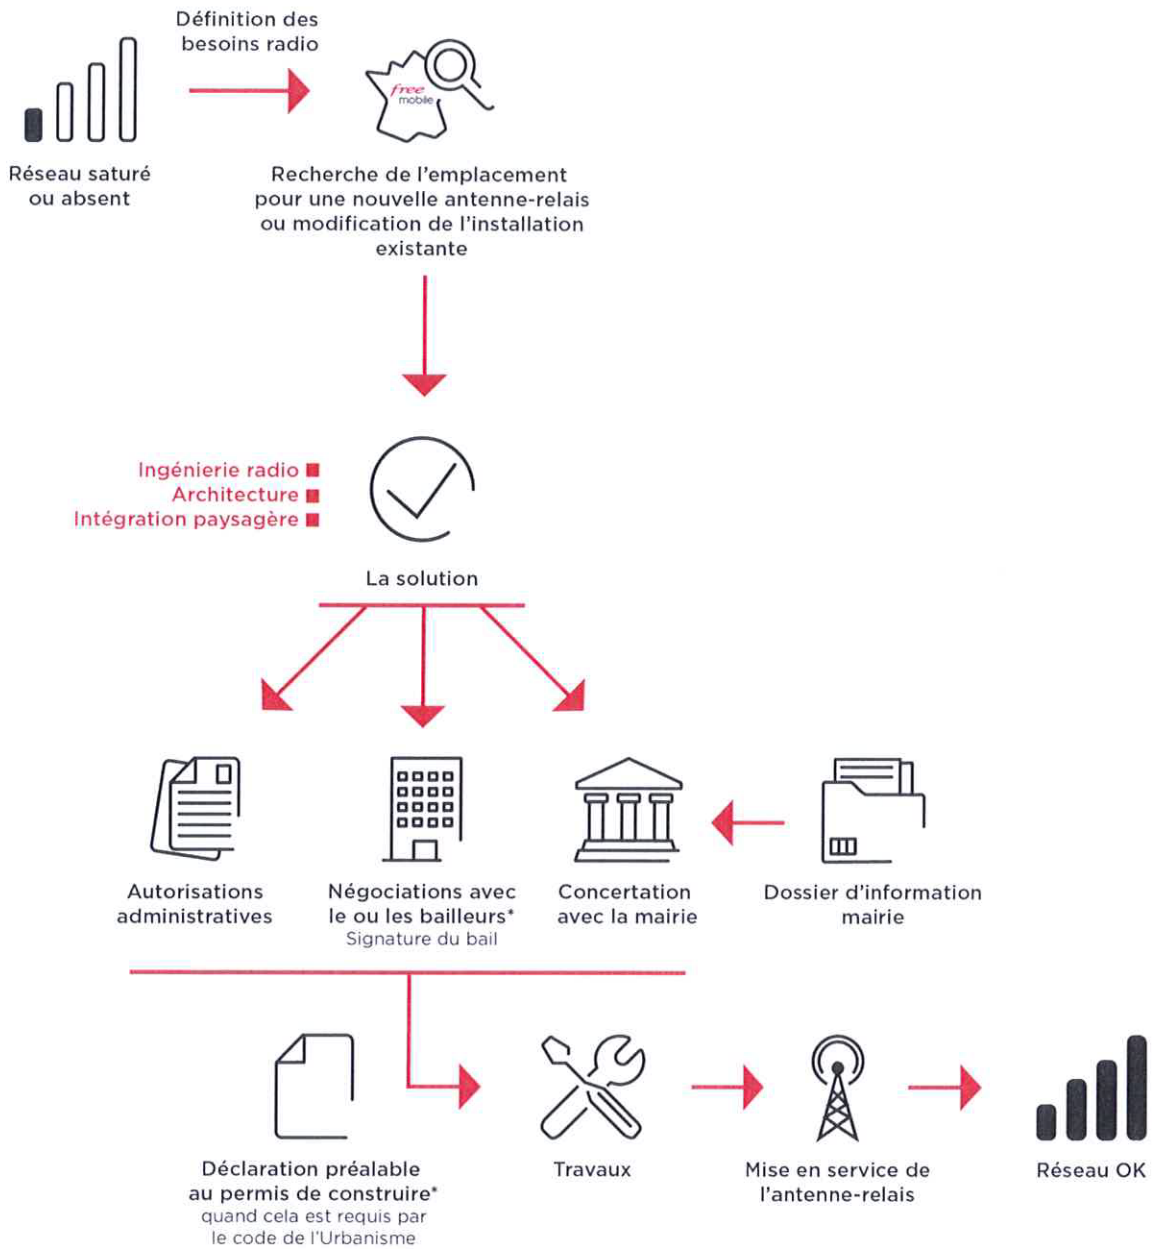 Définition des
besoins radio
free
mobile
Réseau saturé
ou absent
Recherche de l'emplacement
pour une nouvelle antenne-relais
ou modification de l'installation
existante
Ingénierie radio
Architecture
Intégration paysagère
La solution
Autorisations
administratives
Négociations avec
le ou les bailleurs*
Signature du bail
Concertation
avec la mairie
Dossier d'information
mairie
Déclaration préalable
au permis de construire*
quand cela est requis par
le code de l'Urbanisme
Travaux
Mise en service de
l'antenne-relais
Réseau OK